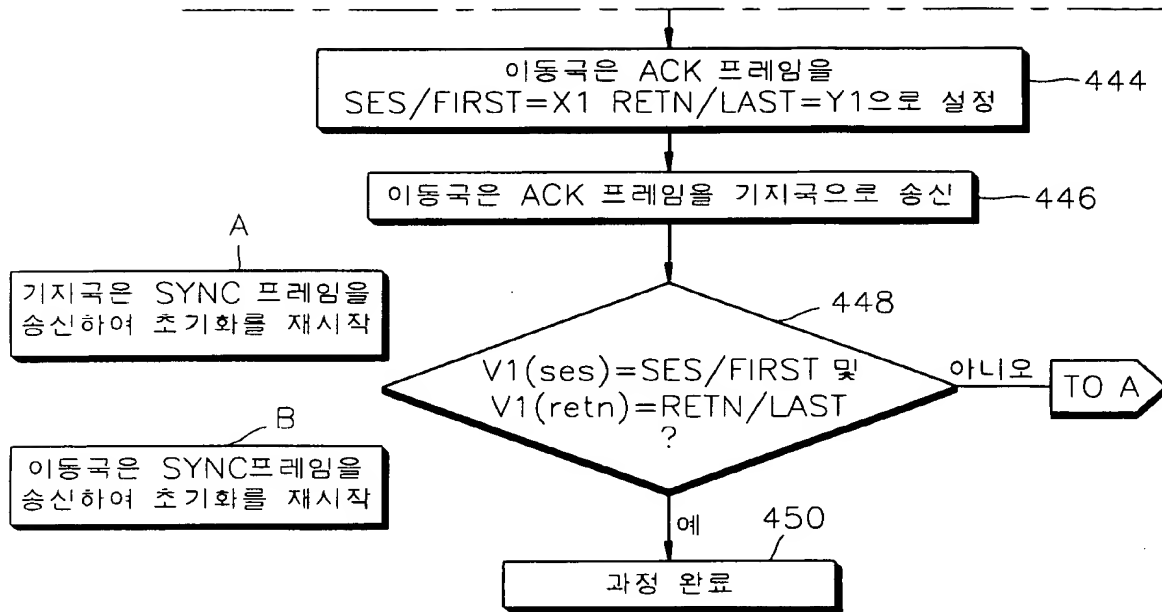 이동국은 ACK 프레임을
SES/FIRST=X1 RETN/LAST=Y1으로 설정
444
이동국은 ACK 프레임을 기지국으로 송신
446
A
기지국은 SYNC 프레임을
송신하여 초기화를 재시작
448
V1(ses)=SES/FIRST 및
V1(retn)=RETN/LAST
?
아니오
TO A
B
이동국은 SYNC프레임을
송신하여 초기화를 재시작
예
450
과정 완료